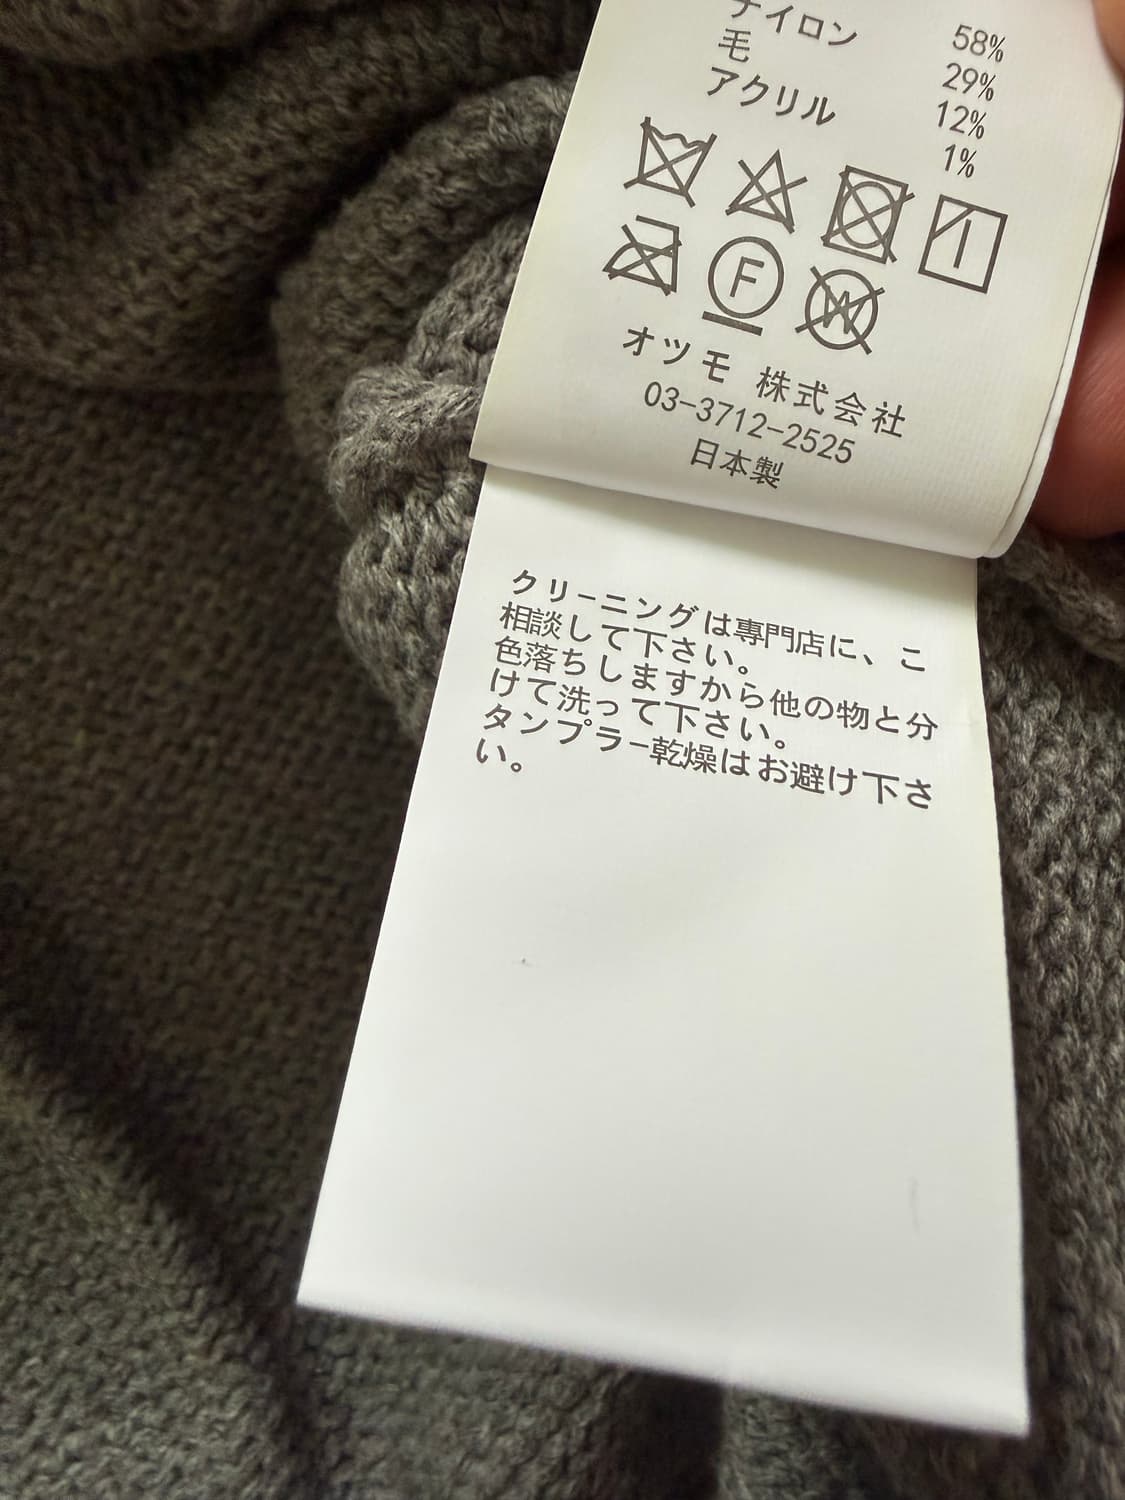 ナイロン 58%
毛 29%
アクリル 12%
1%
F
W
オツモ 株式会社
03-3712-2525
日本製
クリーニングは専門店に、こ
相談して下さい。
色落ちしますから他の物と分
けて洗って下さい。
タンプラー乾燥はお避け下さ
い。